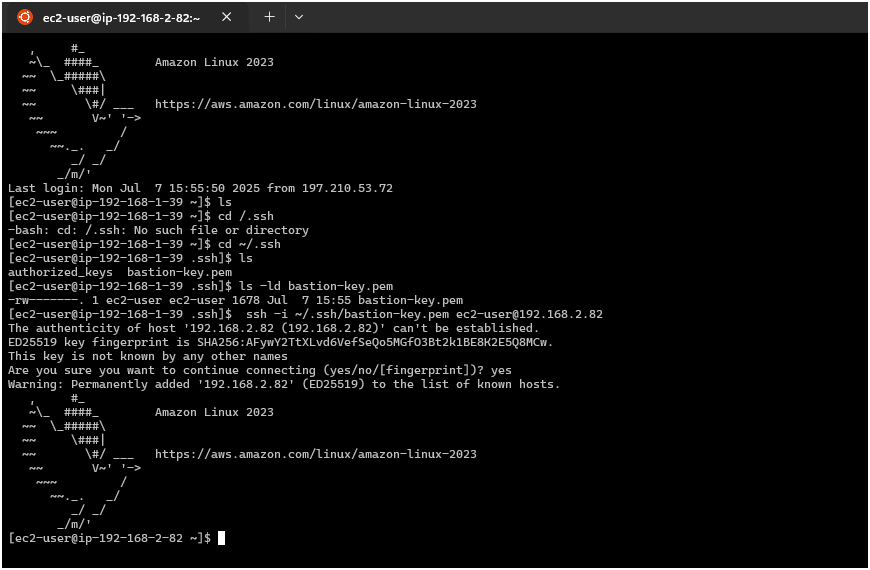 ec2-user@ip-192-168-2-82:~
   ,     #_
   ~\_  ####_        Amazon Linux 2023
  ~~  \_#####\
  ~~     \###|
  ~~       \#/ ___   https://aws.amazon.com/linux/amazon-linux-2023
   ~~       V~' '->
    ~~~         /
      ~~._.   _/
         _/ _/
       _/m/'
Last login: Mon Jul  7 15:55:50 2025 from 197.210.53.72
[ec2-user@ip-192-168-1-39 ~]$ ls
[ec2-user@ip-192-168-1-39 ~]$ cd /.ssh
-bash: cd: /.ssh: No such file or directory
[ec2-user@ip-192-168-1-39 ~]$ cd ~/.ssh
[ec2-user@ip-192-168-1-39 .ssh]$ ls
authorized_keys  bastion-key.pem
[ec2-user@ip-192-168-1-39 .ssh]$ ls -ld bastion-key.pem
-rw-------. 1 ec2-user ec2-user 1678 Jul  7 15:55 bastion-key.pem
[ec2-user@ip-192-168-1-39 .ssh]$  ssh -i ~/.ssh/bastion-key.pem ec2-user@192.168.2.82
The authenticity of host '192.168.2.82 (192.168.2.82)' can't be established.
ED25519 key fingerprint is SHA256:AFywY2TtXLvd6VefSeQo5MGfO3Bt2k1BE8K2E5Q8MCw.
This key is not known by any other names
Are you sure you want to continue connecting (yes/no/[fingerprint])? yes
Warning: Permanently added '192.168.2.82' (ED25519) to the list of known hosts.
   ,     #_
   ~\_  ####_        Amazon Linux 2023
  ~~  \_#####\
  ~~     \###|
  ~~       \#/ ___   https://aws.amazon.com/linux/amazon-linux-2023
   ~~       V~' '->
    ~~~         /
      ~~._.   _/
         _/ _/
       _/m/'
[ec2-user@ip-192-168-2-82 ~]$